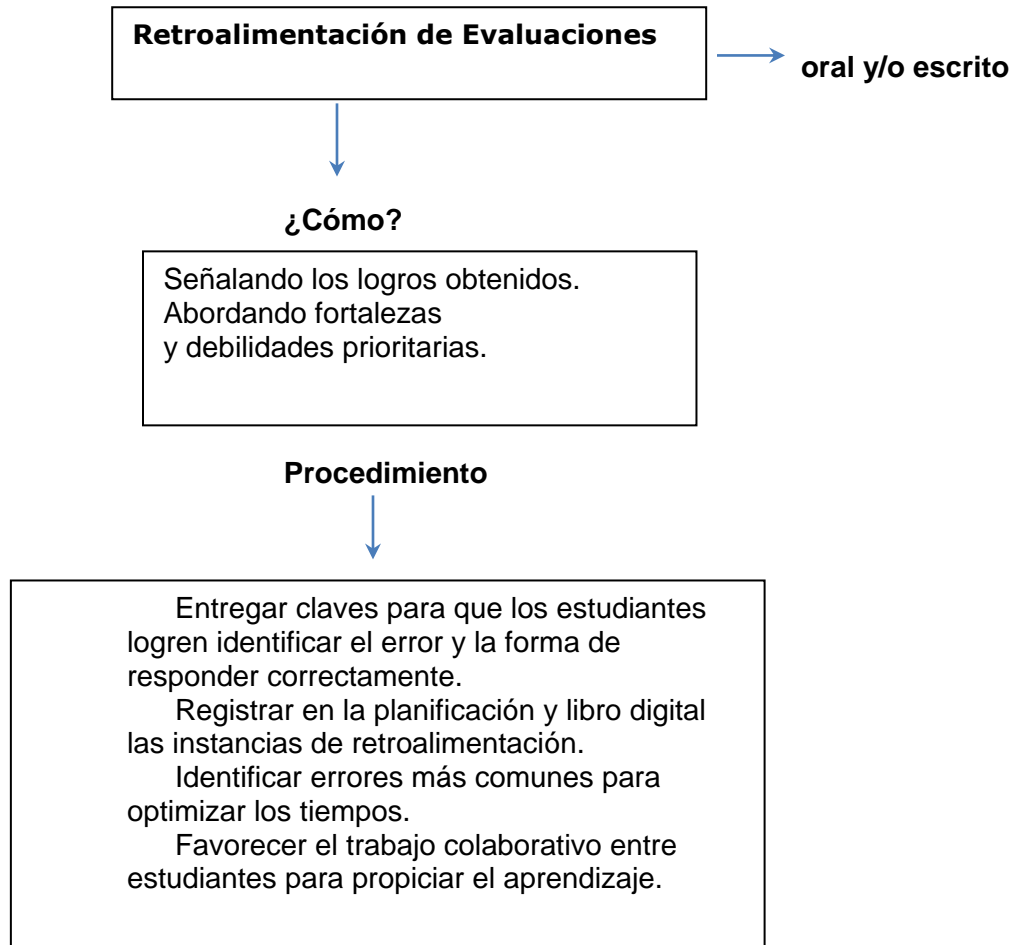 Retroalimentación de Evaluaciones
oral y/o escrito
¿Cómo?
Señalando los logros obtenidos.
Abordando fortalezas
y debilidades prioritarias.
Procedimiento
Entregar claves para que los estudiantes
logren identificar el error y la forma de
responder correctamente.
Registrar en la planificación y libro digital
las instancias de retroalimentación.
Identificar errores más comunes para
optimizar los tiempos.
Favorecer el trabajo colaborativo entre
estudiantes para propiciar el aprendizaje.